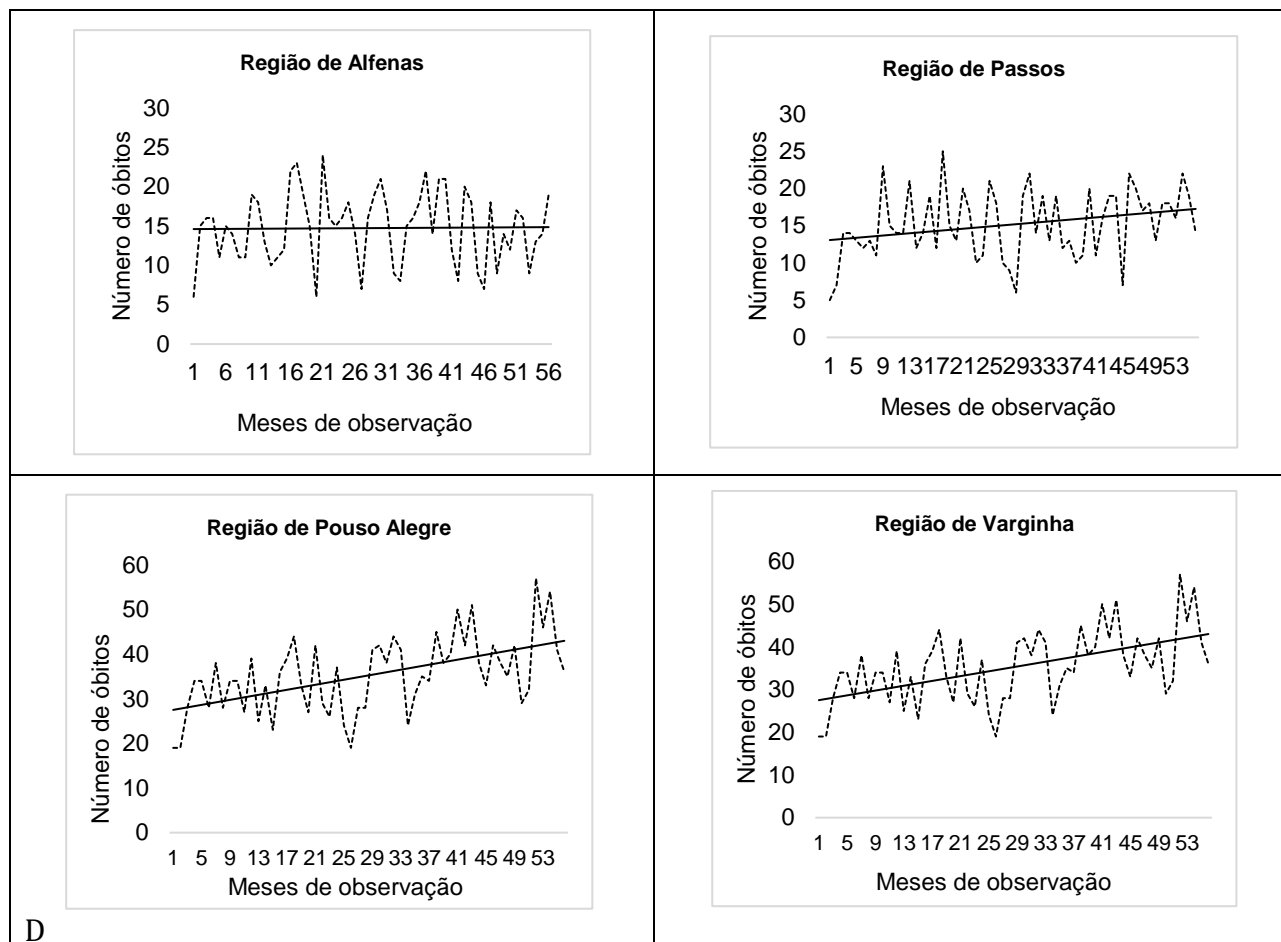 Região de Alfenas
Número de óbitos
30
25
20
15
10
5
0
1 6 11 16 21 26 31 36 41 46 51 56
Meses de observação
Região de Passos
Número de óbitos
30
25
20
15
10
5
0
1 5 9 13172125293337414549 53
Meses de observação
Região de Pouso Alegre
Número de óbitos
60
50
40
30
20
10
0
1 5 9 13 17 21 25 29 33 37 41 45 49 53
Meses de observação
D
Região de Varginha
Número de óbitos
60
50
40
30
20
10
0
1 5 9 13 17 21 25 29 33 37 41 45 49 53
Meses de observação